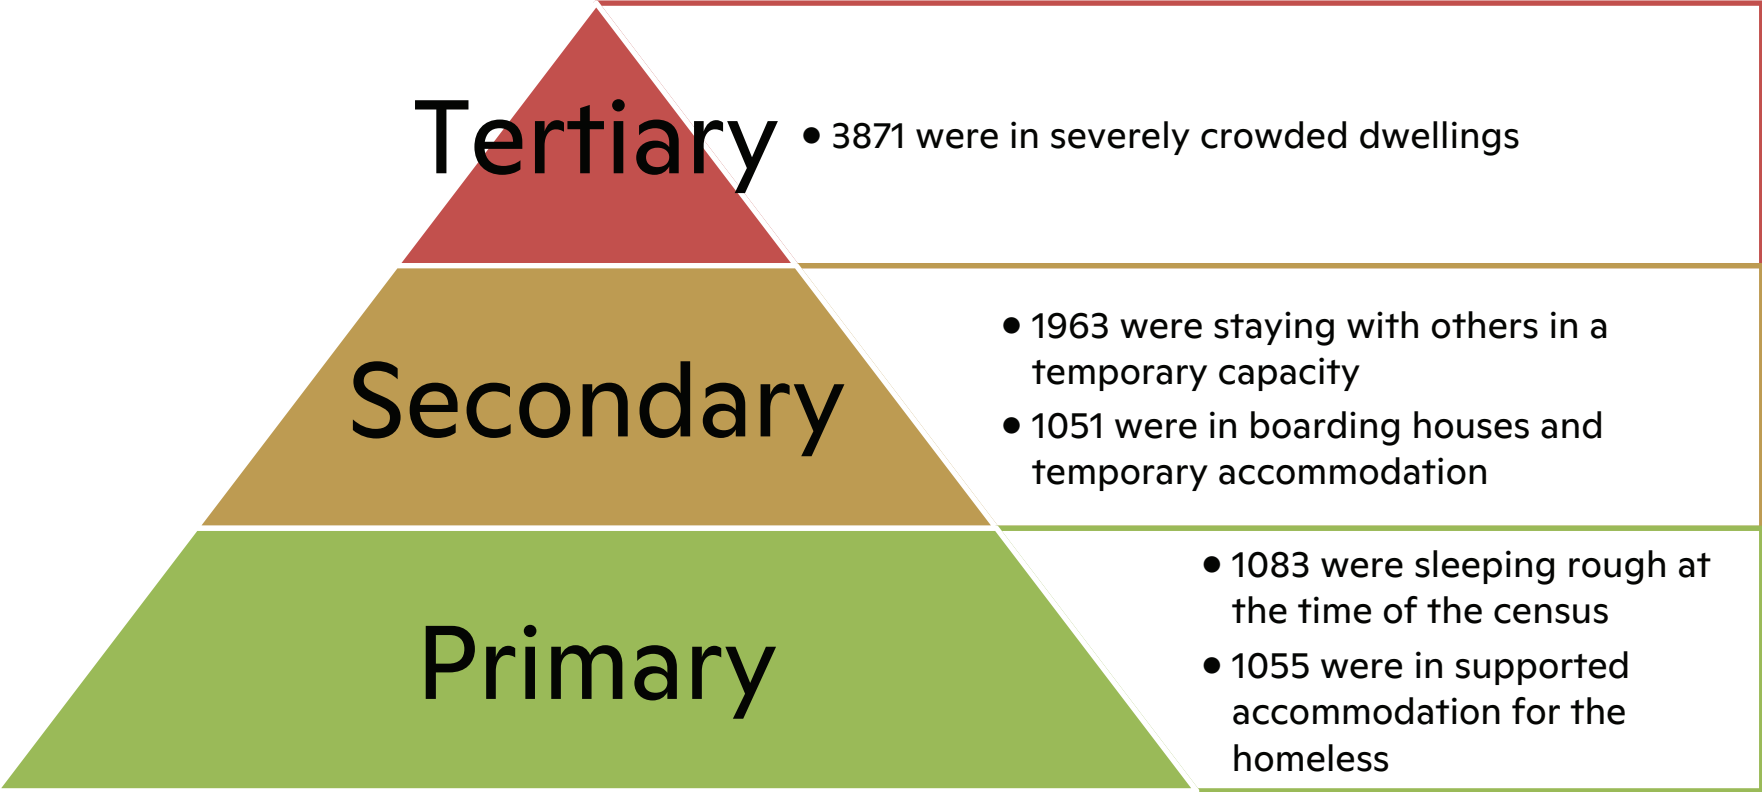 Tertiary
• 3871 were in severely crowded dwellings
Secondary
• 1963 were staying with others in a
temporary capacity
• 1051 were in boarding houses and
temporary accommodation
Primary
• 1083 were sleeping rough at
the time of the census
• 1055 were in supported
accommodation for the
homeless